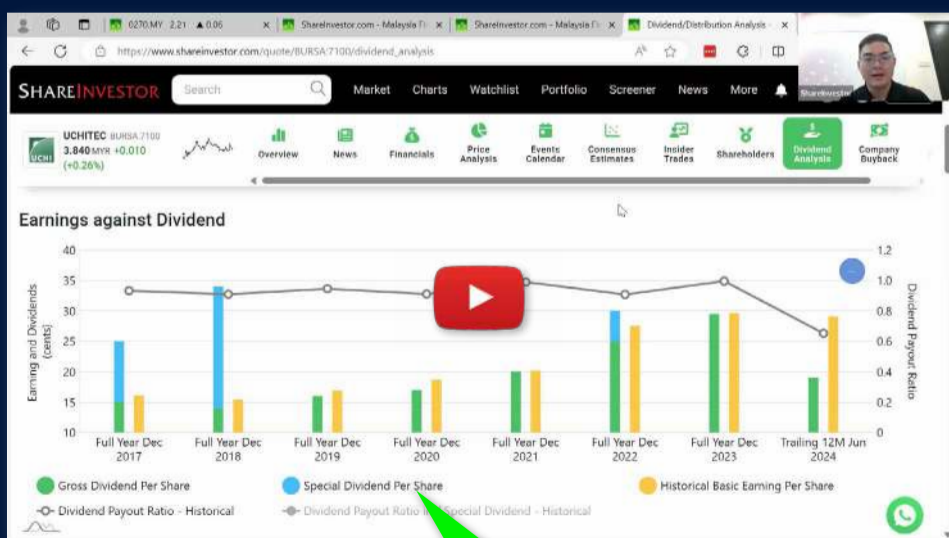 6270.MY 2.21 ▲ 0.06
ShareInvestor.com - Malaysia
ShareInvestor.com - Malaysia
Dividend/Distribution Analysis -
https://www.shareinvestor.com/quote/BURSA:7100/dividend_analysis
SHAREINVESTOR
Search
Market Charts Watchlist Portfolio Screener News More
ShareInvestor
UCHI
UCHITEC BURSA:7100
3.840 MYR +0.010
(+0.26%)
Overview
News
Financials
Price Analysis
Events Calendar
Consensus Estimates
Insider Trades
Shareholders
Dividend Analysis
Company Buyback
Earnings against Dividend
Earning and Dividends (cents)
40
35
30
25
20
15
10
1.2
1.0
0.8
0.6
0.4
0.2
0
Dividend Payout Ratio
Full Year Dec 2017
Full Year Dec 2018
Full Year Dec 2019
Full Year Dec 2020
Full Year Dec 2021
Full Year Dec 2022
Full Year Dec 2023
Trailing 12M Jun 2024
Gross Dividend Per Share
Special Dividend Per Share
Historical Basic Earning Per Share
Dividend Payout Ratio - Historical
Dividend Payout Ratio Special Dividend - Historical